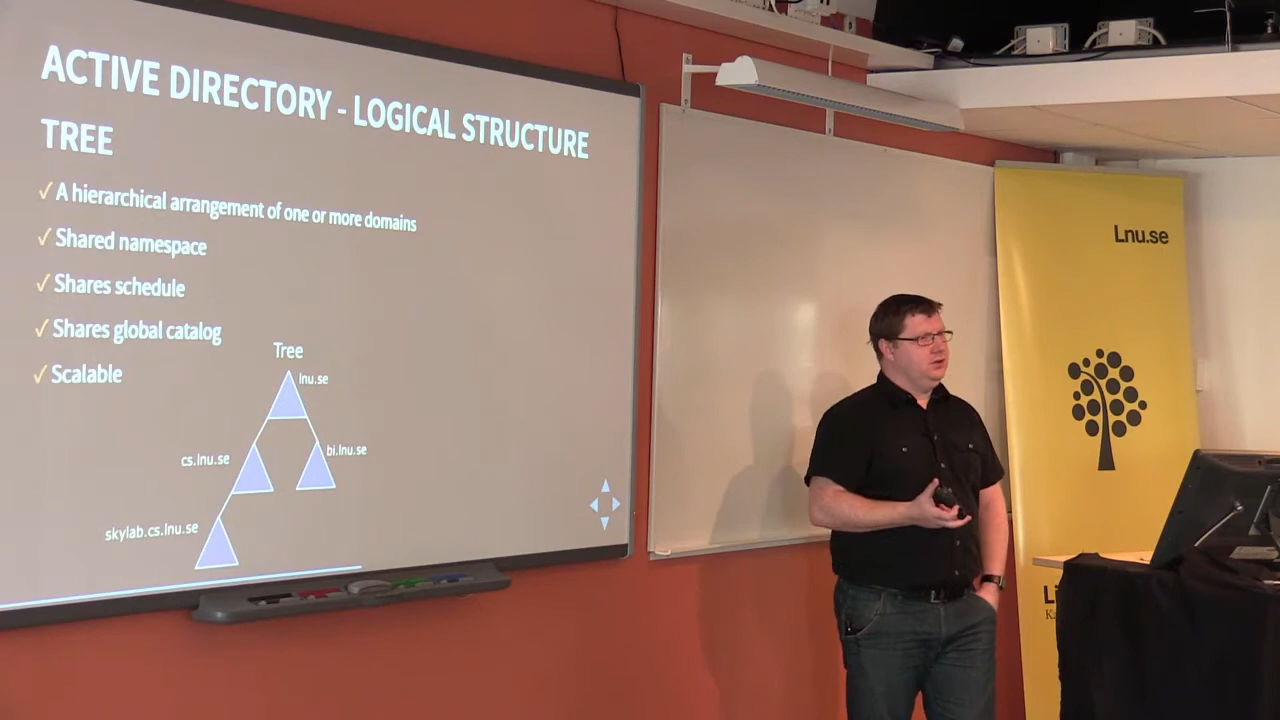 ACTIVE DIRECTORY - LOGICAL STRUCTURE
TREE
✓ A hierarchical arrangement of one or more domains
✓ Shared namespace
✓ Shares schedule
✓ Shares global catalog
✓ Scalable
Tree
lnu.se
cs.lnu.se
bi.lnu.se
skylab.cs.lnu.se
Lnu.se